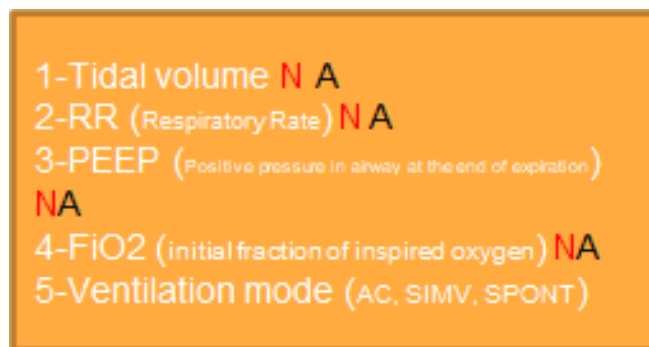 1-Tidal volume N A
2-RR (Respiratory Rate) N A
3-PEEP (Positive pressure in airway at the end of expiration)
NA
4-FiO2 (initial fraction of inspired oxygen) NA
5-Ventilation mode (AC, SIMV, SPONT)